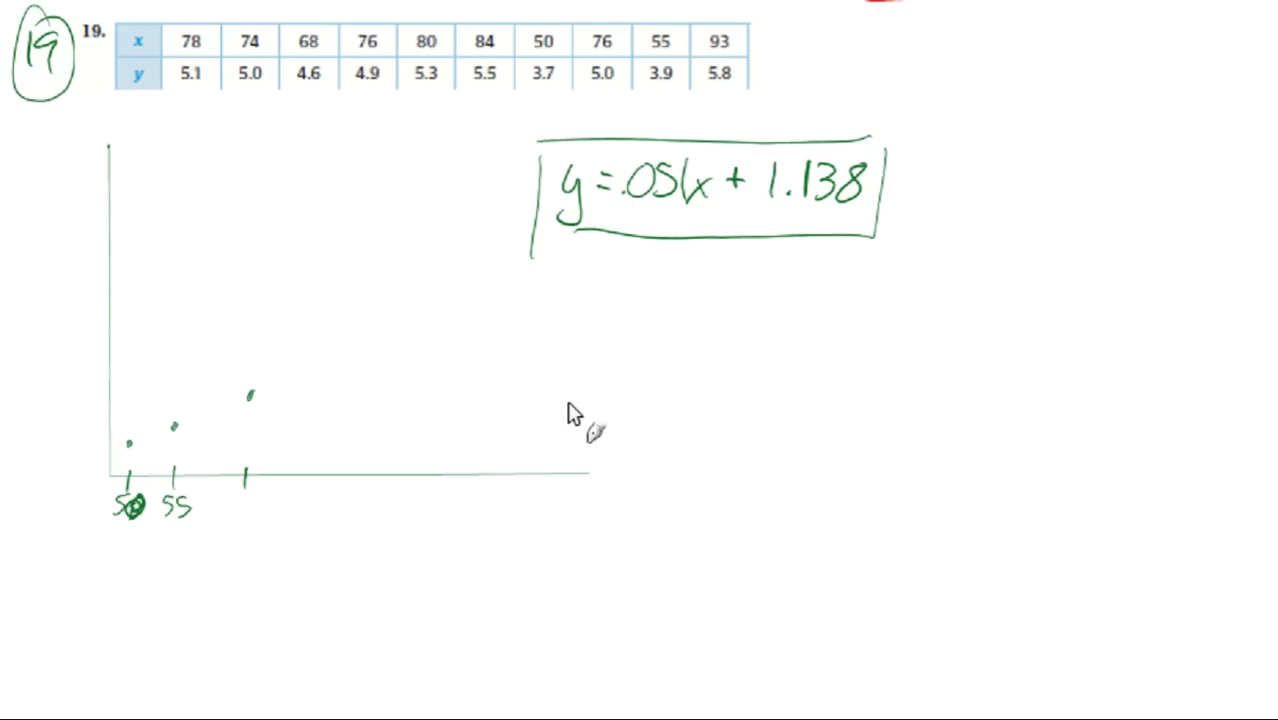 19
19. x 78 74 68 76 80 84 50 76 55 93
y 5.1 5.0 4.6 4.9 5.3 5.5 3.7 5.0 3.9 5.8
y = .051x + 1.138
50 55